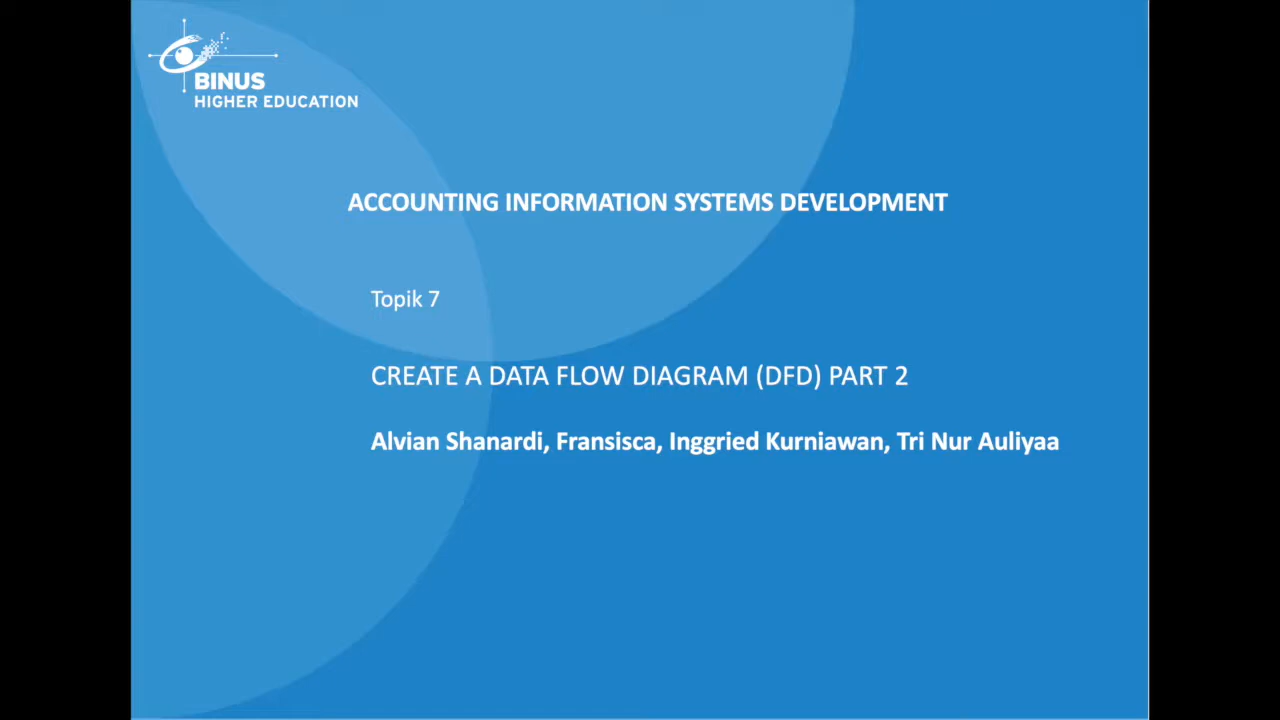 BINUS
HIGHER EDUCATION
ACCOUNTING INFORMATION SYSTEMS DEVELOPMENT
Topik 7
CREATE A DATA FLOW DIAGRAM (DFD) PART 2
Alvian Shanardi, Fransisca, Inggried Kurniawan, Tri Nur Auliyaa